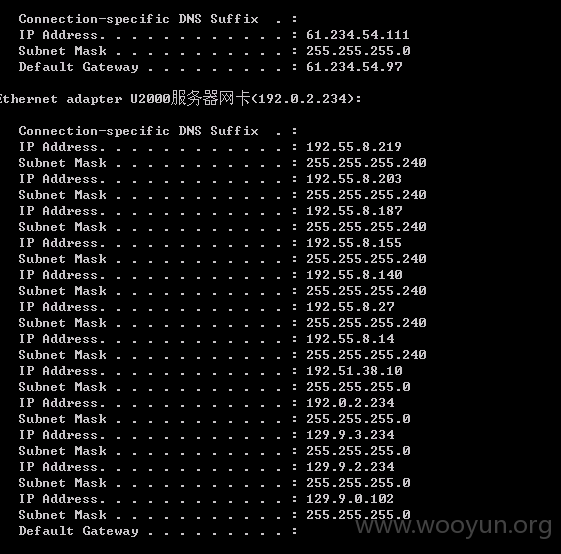 Connection-specific DNS Suffix  . :
IP Address. . . . . . . . . . . . : 61.234.54.111
Subnet Mask . . . . . . . . . . . : 255.255.255.0
Default Gateway . . . . . . . . . : 61.234.54.97
Ethernet adapter U2000服务器网卡(192.0.2.234):
Connection-specific DNS Suffix  . :
IP Address. . . . . . . . . . . . : 192.55.8.219
Subnet Mask . . . . . . . . . . . : 255.255.255.240
IP Address. . . . . . . . . . . . : 192.55.8.203
Subnet Mask . . . . . . . . . . . : 255.255.255.240
IP Address. . . . . . . . . . . . : 192.55.8.187
Subnet Mask . . . . . . . . . . . : 255.255.255.240
IP Address. . . . . . . . . . . . : 192.55.8.155
Subnet Mask . . . . . . . . . . . : 255.255.255.240
IP Address. . . . . . . . . . . . : 192.55.8.140
Subnet Mask . . . . . . . . . . . : 255.255.255.240
IP Address. . . . . . . . . . . . : 192.55.8.27
Subnet Mask . . . . . . . . . . . : 255.255.255.240
IP Address. . . . . . . . . . . . : 192.55.8.14
Subnet Mask . . . . . . . . . . . : 255.255.255.240
IP Address. . . . . . . . . . . . : 192.51.38.10
Subnet Mask . . . . . . . . . . . : 255.255.255.0
IP Address. . . . . . . . . . . . : 192.0.2.234
Subnet Mask . . . . . . . . . . . : 255.255.255.0
IP Address. . . . . . . . . . . . : 129.9.3.234
Subnet Mask . . . . . . . . . . . : 255.255.255.0
IP Address. . . . . . . . . . . . : 129.9.2.234
Subnet Mask . . . . . . . . . . . : 255.255.255.0
IP Address. . . . . . . . . . . . : 129.9.0.102
Subnet Mask . . . . . . . . . . . : 255.255.255.0
Default Gateway . . . . . . . . . :
www.wooyun.org